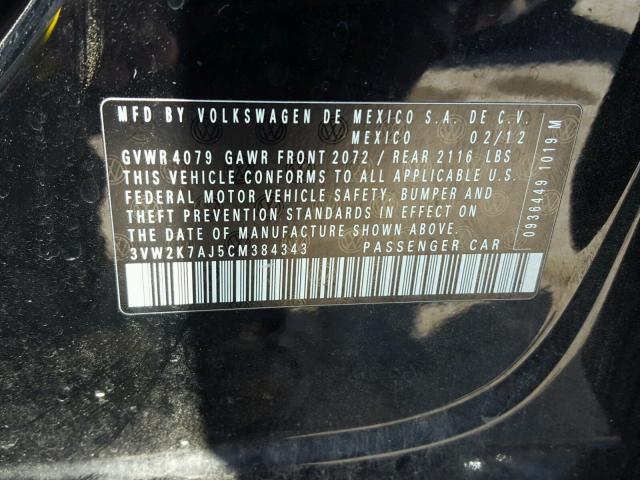 MFD BY VOLKSWAGEN DE MEXICO S.A. DE C.V.
MEXICO 02/12
GVWR 4079 GAWR FRONT 2072 / REAR 2116 LBS
THIS VEHICLE CONFORMS TO ALL APPLICABLE U.S.
FEDERAL MOTOR VEHICLE SAFETY, BUMPER AND
THEFT PREVENTION STANDARDS IN EFFECT ON
THE DATE OF MANUFACTURE SHOWN ABOVE.
3VW2K7AJ5CM384343 PASSENGER CAR
0936449 1019 M